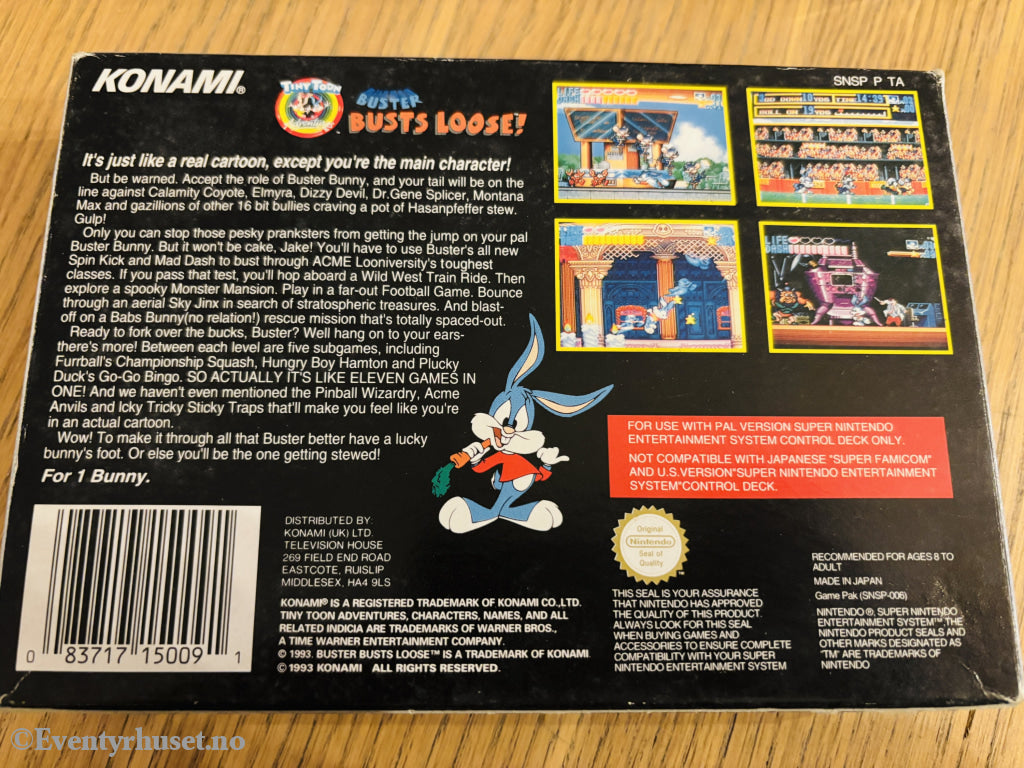 KONAMI®
SNSP P TA
TINY TOON
Adventures™
BUSTER
BUSTS LOOSE!™
It's just like a real cartoon, except you're the main character!
But be warned. Accept the role of Buster Bunny, and your tail will be on the
line against Calamity Coyote, Elmyra, Dizzy Devil, Dr.Gene Splicer, Montana
Max and gazillions of other 16 bit bullies craving a pot of Hasanpfeffer stew.
Gulp!
Only you can stop those pesky pranksters from getting the jump on your pal
Buster Bunny. But it won't be cake, Jake! You'll have to use Buster's all new
Spin Kick and Mad Dash to bust through ACME Looniversity's toughest
classes. If you pass that test, you'll hop aboard a Wild West Train Ride. Then
explore a spooky Monster Mansion. Play in a far-out Football Game. Bounce
through an aerial Sky Jinx in search of stratospheric treasures. And blast-
off on a Babs Bunny(no relation!) rescue mission that's totally spaced-out.
Ready to fork over the bucks, Buster? Well hang on to your ears-
there's more! Between each level are five subgames, including
Furrball's Championship Squash, Hungry Boy Hamton and Plucky
Duck's Go-Go Bingo. SO ACTUALLY IT'S LIKE ELEVEN GAMES IN
ONE! And we haven't even mentioned the Pinball Wizardry, Acme
Anvils and Icky Tricky Sticky Traps that'll make you feel like you're
in an actual cartoon.
Wow! To make it through all that Buster better have a lucky
bunny's foot. Or else you'll be the one getting stewed!
For 1 Bunny.
LIFE
DASH
GO DOWN 10 YDS TIME 14:39
BALL ON 15 YDS
LIFE
DASH
FOR USE WITH PAL VERSION SUPER NINTENDO
ENTERTAINMENT SYSTEM CONTROL DECK ONLY.
NOT COMPATIBLE WITH JAPANESE "SUPER FAMICOM"
AND U.S.VERSION"SUPER NINTENDO ENTERTAINMENT
SYSTEM"CONTROL DECK.
0 83717 15009 1
DISTRIBUTED BY:
KONAMI (UK) LTD.
TELEVISION HOUSE
269 FIELD END ROAD
EASTCOTE, RUISLIP
MIDDLESEX, HA4 9LS
KONAMI® IS A REGISTERED TRADEMARK OF KONAMI CO.,LTD.
TINY TOON ADVENTURES, CHARACTERS, NAMES, AND ALL
RELATED INDICIA ARE TRADEMARKS OF WARNER BROS.,
A TIME WARNER ENTERTAINMENT COMPANY.
© 1993. BUSTER BUSTS LOOSE™ IS A TRADEMARK OF KONAMI.
© 1993 KONAMI ALL RIGHTS RESERVED.
Original
Nintendo
Seal of
Quality
THIS SEAL IS YOUR ASSURANCE
THAT NINTENDO HAS APPROVED
THE QUALITY OF THIS PRODUCT.
ALWAYS LOOK FOR THIS SEAL
WHEN BUYING GAMES AND
ACCESSORIES TO ENSURE COMPLETE
COMPATIBILITY WITH YOUR SUPER
NINTENDO ENTERTAINMENT SYSTEM
RECOMMENDED FOR AGES 8 TO
ADULT
MADE IN JAPAN
Game Pak (SNSP-006)
NINTENDO®, SUPER NINTENDO
ENTERTAINMENT SYSTEM™,THE
NINTENDO PRODUCT SEALS AND
OTHER MARKS DESIGNATED AS
"TM" ARE TRADEMARKS OF
NINTENDO
©Eventyrhuset.no